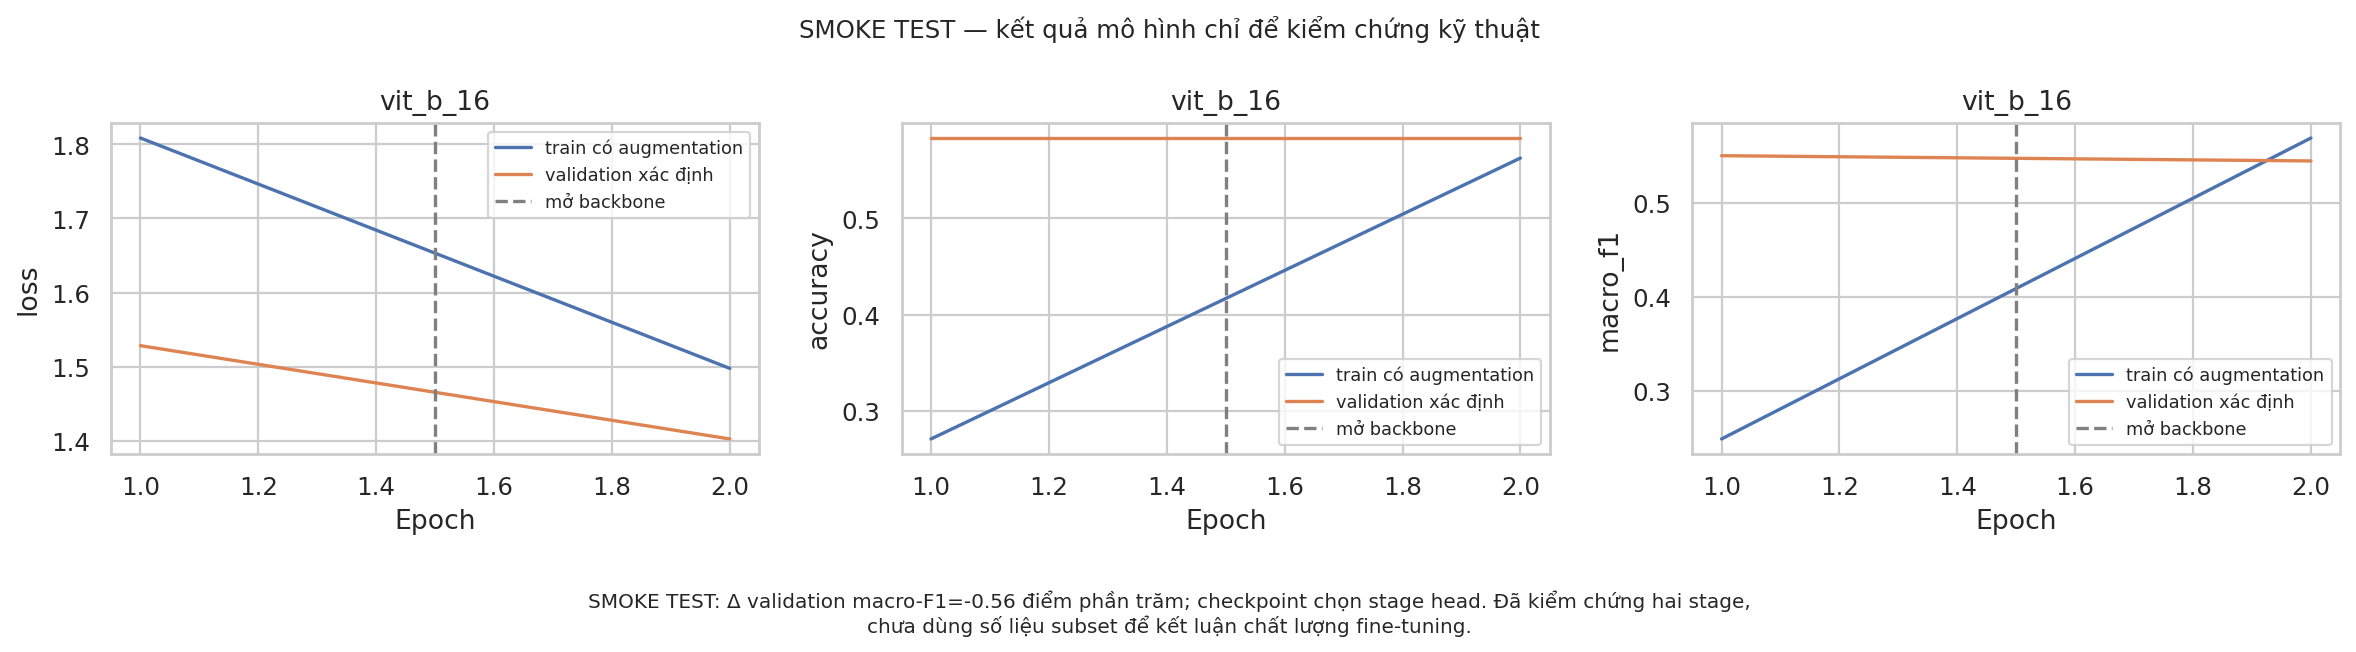 SMOKE TEST — kết quả mô hình chỉ để kiểm chứng kỹ thuật
vit_b_16
loss
1.8
1.7
1.6
1.5
1.4
train có augmentation
validation xác định
mở backbone
1.0 1.2 1.4 1.6 1.8 2.0
Epoch
vit_b_16
accuracy
0.5
0.4
0.3
train có augmentation
validation xác định
mở backbone
1.0 1.2 1.4 1.6 1.8 2.0
Epoch
vit_b_16
macro_f1
0.5
0.4
0.3
train có augmentation
validation xác định
mở backbone
1.0 1.2 1.4 1.6 1.8 2.0
Epoch
SMOKE TEST: Δ validation macro-F1=-0.56 điểm phần trăm; checkpoint chọn stage head. Đã kiểm chứng hai stage,
chưa dùng số liệu subset để kết luận chất lượng fine-tuning.